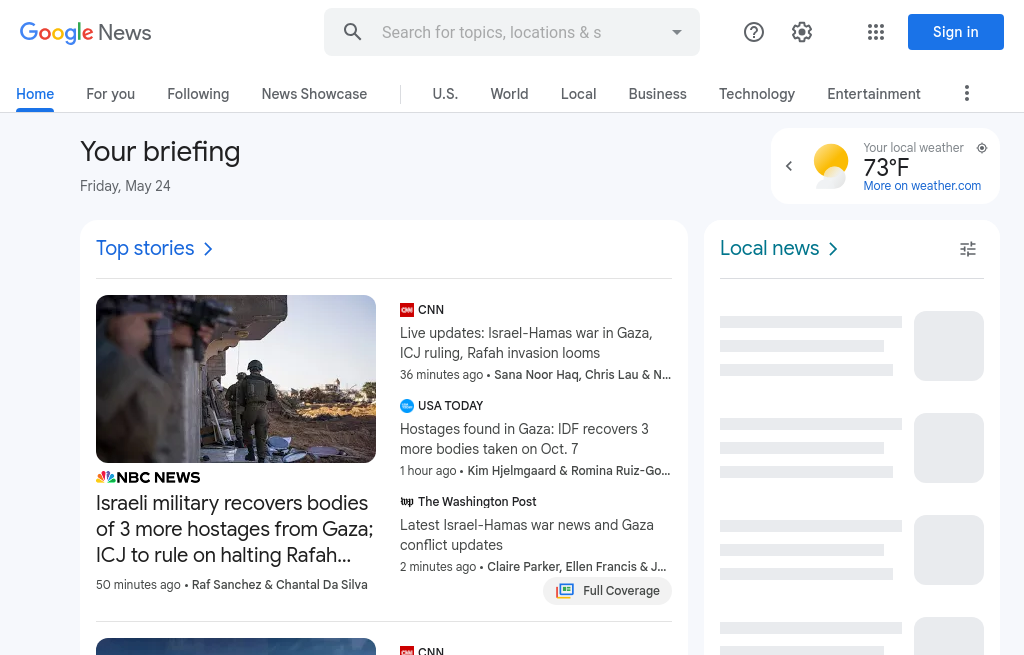 Google News
Search for topics, locations & s
Sign in
Home
For you
Following
News Showcase
U.S.
World
Local
Business
Technology
Entertainment
Your briefing
Friday, May 24
Your local weather
73°F
More on weather.com
Top stories
Local news
NBC NEWS
Israeli military recovers bodies
of 3 more hostages from Gaza;
ICJ to rule on halting Rafah...
50 minutes ago • Raf Sanchez & Chantal Da Silva
CNN
Live updates: Israel-Hamas war in Gaza,
ICJ ruling, Rafah invasion looms
36 minutes ago • Sana Noor Haq, Chris Lau & N...
USA TODAY
Hostages found in Gaza: IDF recovers 3
more bodies taken on Oct. 7
1 hour ago • Kim Hjelmgaard & Romina Ruiz-Go...
wp The Washington Post
Latest Israel-Hamas war news and Gaza
conflict updates
2 minutes ago • Claire Parker, Ellen Francis & J...
Full Coverage
CNN